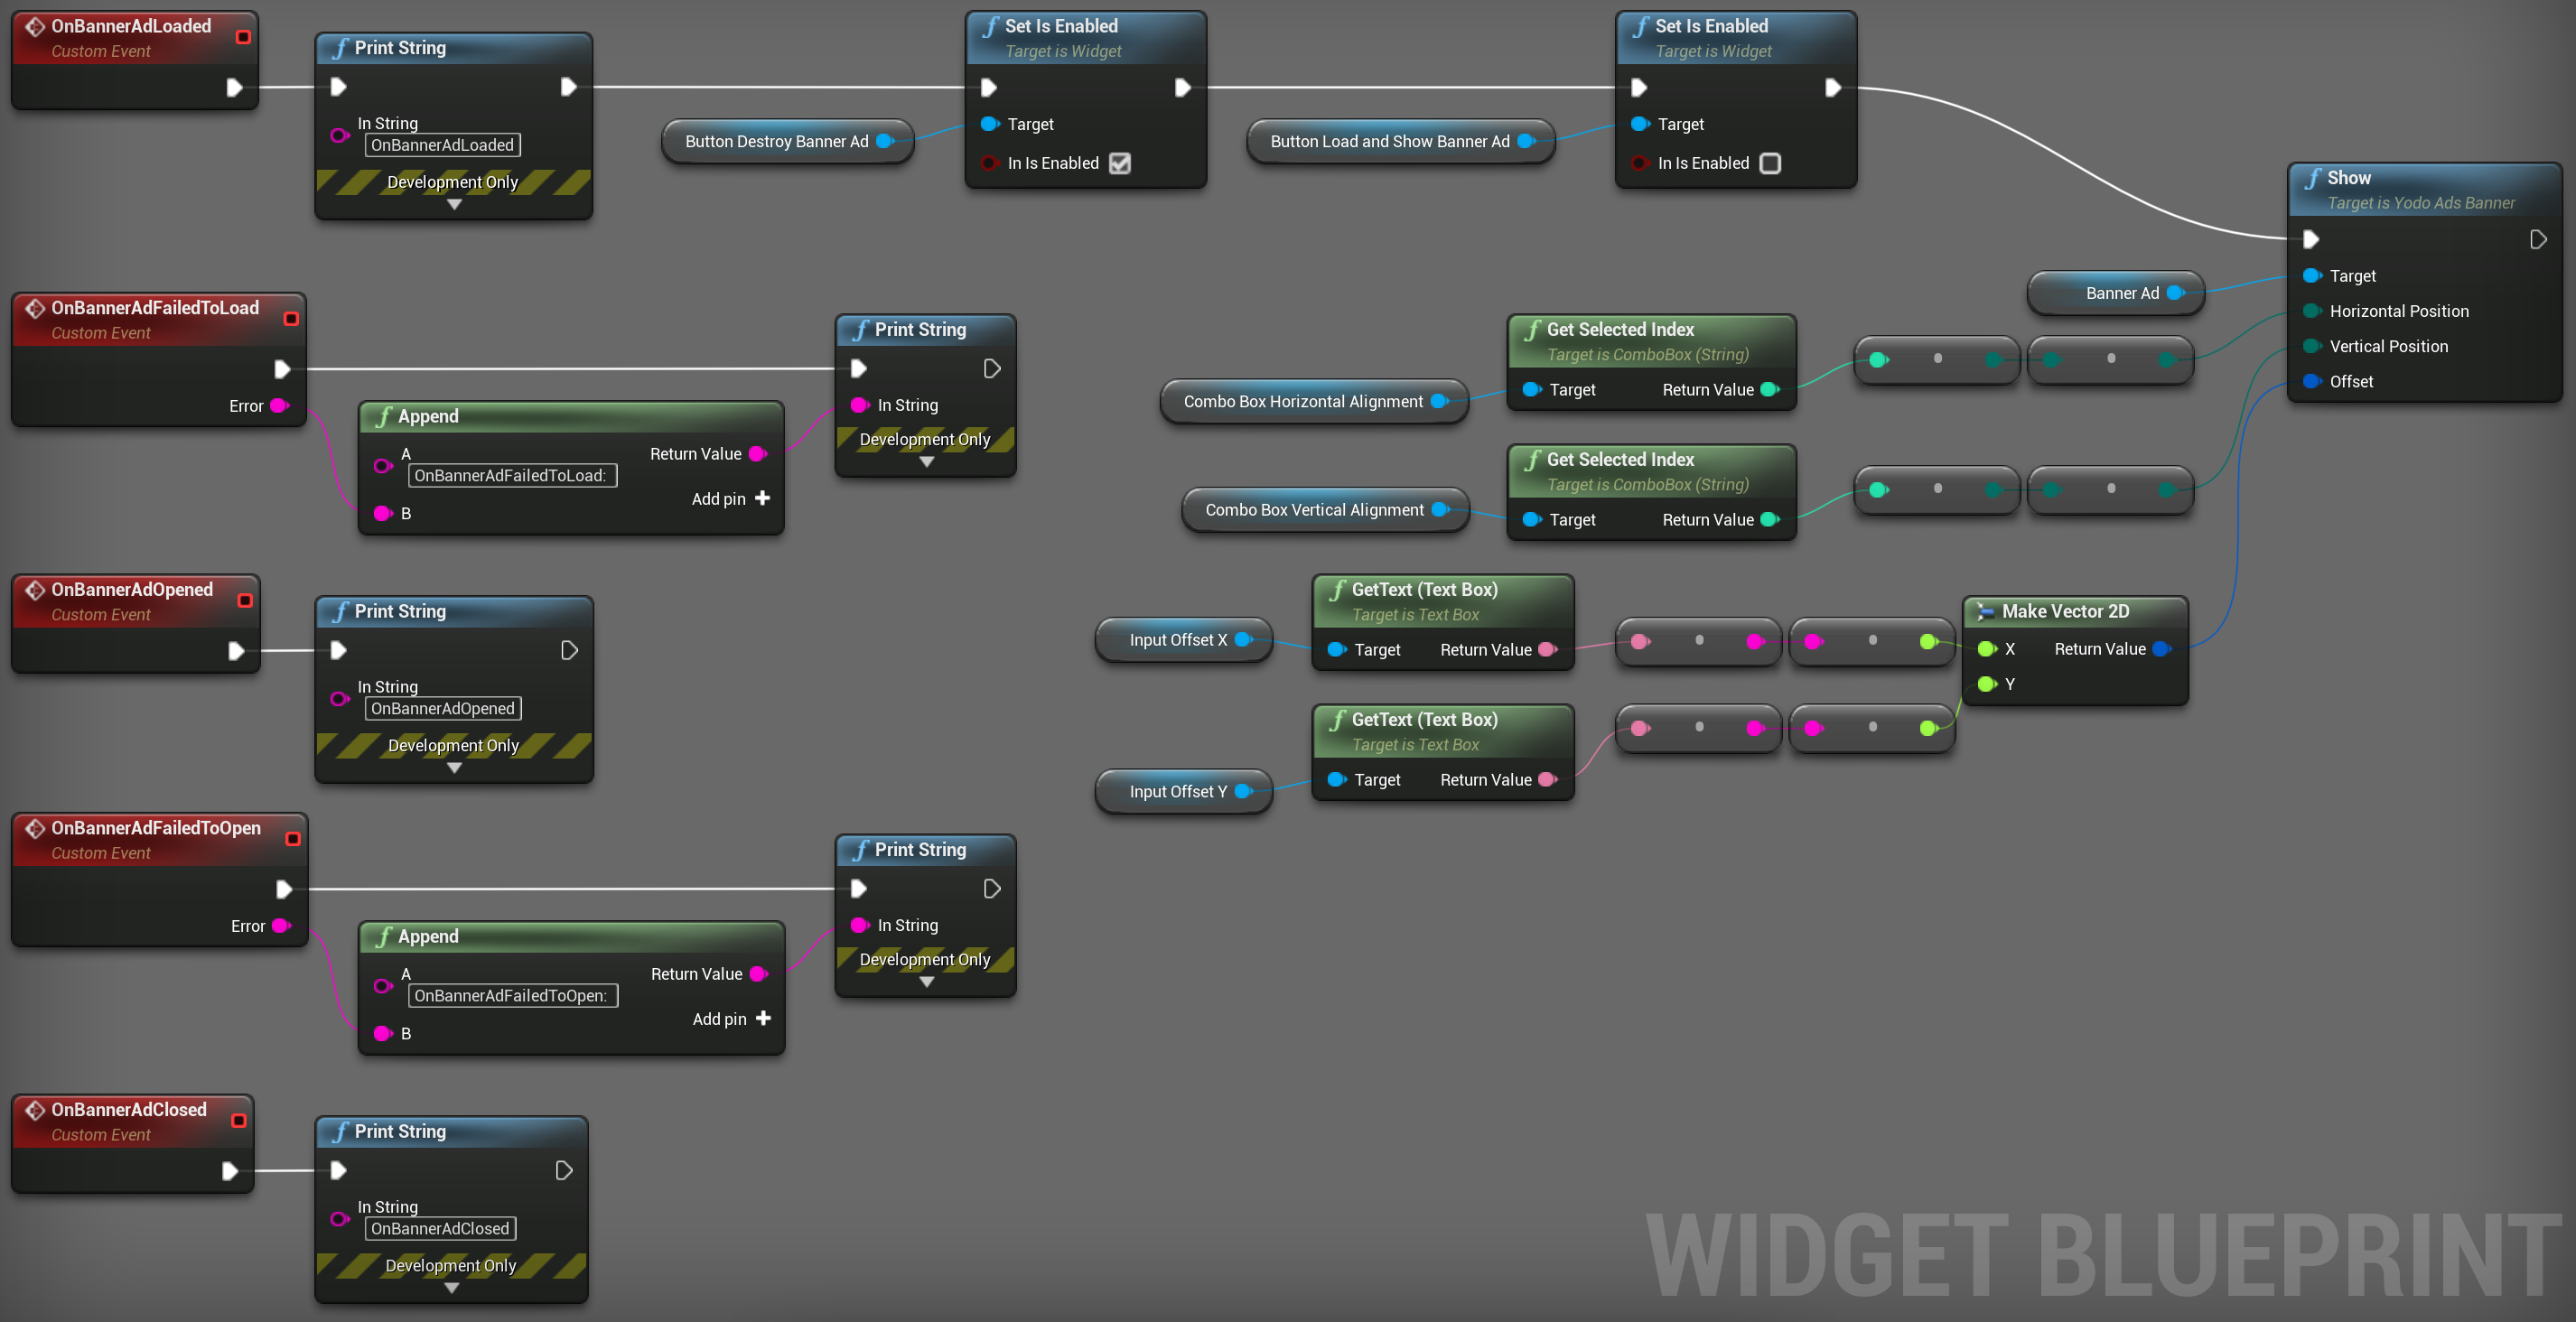 OnBannerAdLoaded
Custom Event
Print String
In String
OnBannerAdLoaded
Development Only
Set Is Enabled
Target is Widget
Button Destroy Banner Ad
Target
In Is Enabled
Set Is Enabled
Target is Widget
Button Load and Show Banner Ad
Target
In Is Enabled
Show
Target is Yodo Ads Banner
Banner Ad
Target
Horizontal Position
Vertical Position
Offset
OnBannerAdFailedToLoad
Custom Event
Error
Append
A
OnBannerAdFailedToLoad:
Return Value
Add pin
B
Print String
In String
Development Only
Combo Box Horizontal Alignment
Get Selected Index
Target is ComboBox (String)
Target
Return Value
Combo Box Vertical Alignment
Get Selected Index
Target is ComboBox (String)
Target
Return Value
OnBannerAdOpened
Custom Event
Print String
In String
OnBannerAdOpened
Development Only
Input Offset X
GetText (Text Box)
Target is Text Box
Target
Return Value
Make Vector 2D
X
Return Value
Y
Input Offset Y
GetText (Text Box)
Target is Text Box
Target
Return Value
OnBannerAdFailedToOpen
Custom Event
Error
Append
A
OnBannerAdFailedToOpen:
Return Value
Add pin
B
Print String
In String
Development Only
OnBannerAdClosed
Custom Event
Print String
In String
OnBannerAdClosed
Development Only
WIDGET BLUEPRINT